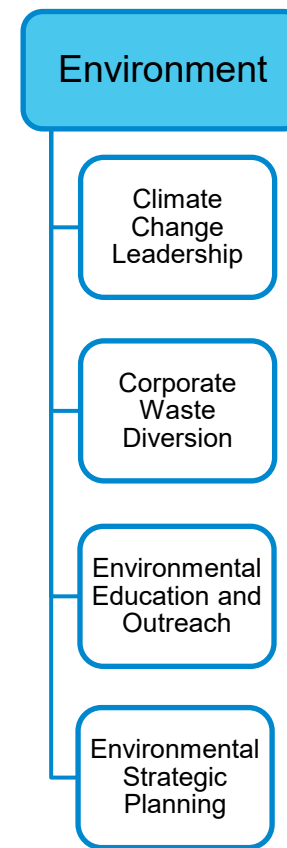 Environment
Climate
Change
Leadership
Corporate
Waste
Diversion
Environmental
Education and
Outreach
Environmental
Strategic
Planning